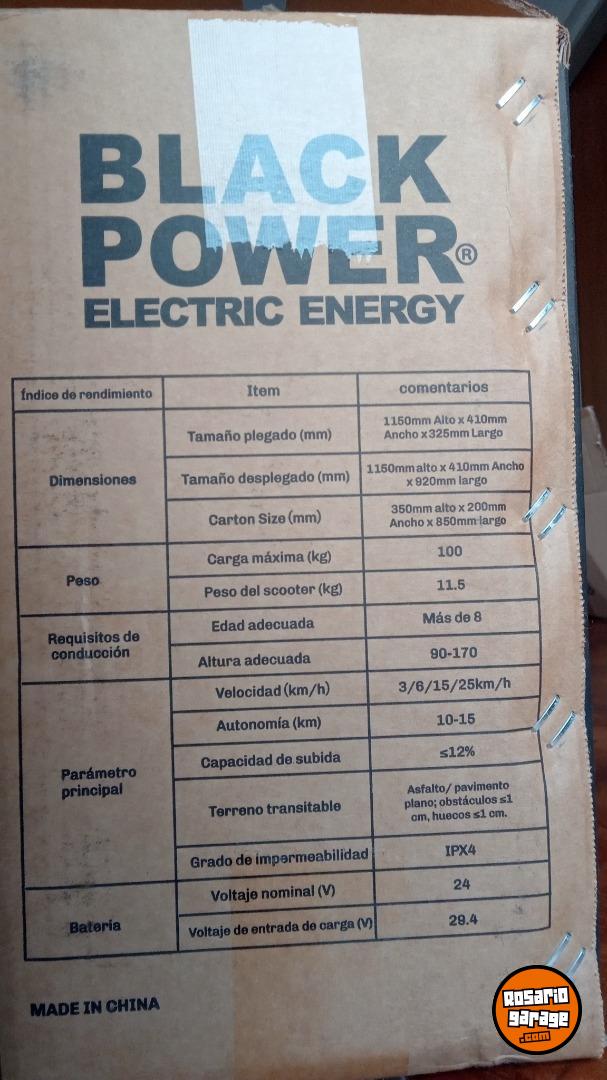 BLACK
POWER®
ELECTRIC ENERGY
Índice de rendimiento Item comentarios
Dimensiones
Tamaño plegado (mm) 1150mm Alto x 410mm
Ancho x 325mm Largo
Tamaño desplegado (mm) 1150mm alto x 410mm Ancho
x 920mm largo
Carton Size (mm) 350mm alto x 200mm
Ancho x 850mm largo
Peso
Carga máxima (kg) 100
Peso del scooter (kg) 11.5
Requisitos de
conducción
Edad adecuada Más de 8
Altura adecuada 90-170
Parámetro
principal
Velocidad (km/h) 3/6/15/25km/h
Autonomía (km) 10-15
Capacidad de subida ≤12%
Terreno transitable Asfalto/ pavimento
plano; obstáculos ≤1
cm, huecos ≤1 cm.
Grado de impermeabilidad IPX4
Batería
Voltaje nominal (V) 24
Voltaje de entrada de carga (V) 29.4
MADE IN CHINA
Rosario
garage
.com